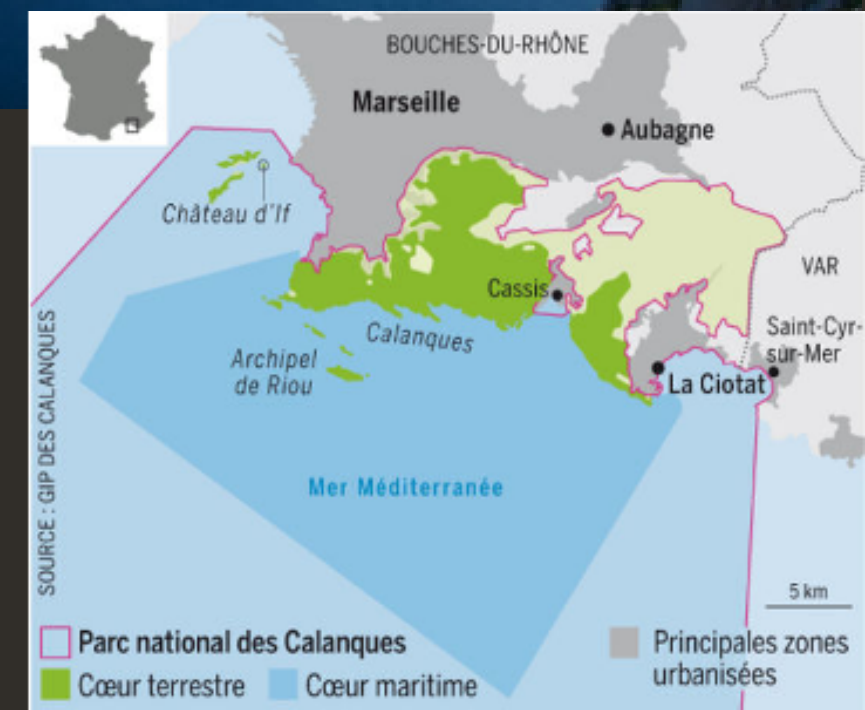 BOUCHES-DU-RHÔNE
Marseille
Aubagne
Château d'If
VAR
Cassis
Calanques
Saint-Cyr-
sur-Mer
Archipel
de Riou
La Ciotat
Mer Méditerranée
SOURCE : GIP DES CALANQUES
5 km
Parc national des Calanques
Cœur terrestre
Cœur maritime
Principales zones
urbanisées